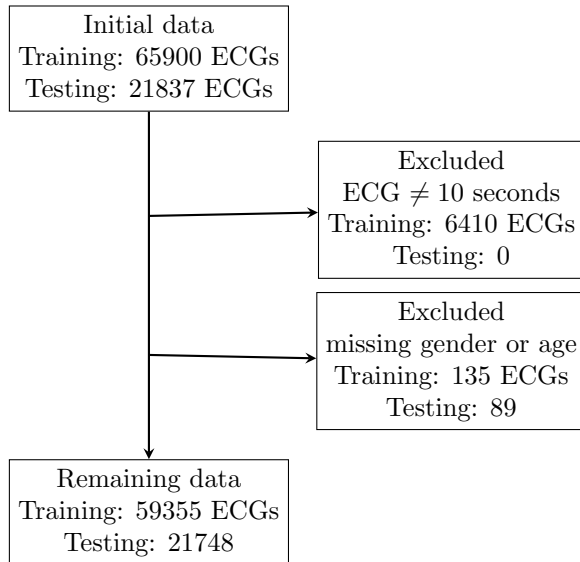 Initial data
Training: 65900 ECGs
Testing: 21837 ECGs
Excluded
ECG ≠ 10 seconds
Training: 6410 ECGs
Testing: 0
Excluded
missing gender or age
Training: 135 ECGs
Testing: 89
Remaining data
Training: 59355 ECGs
Testing: 21748